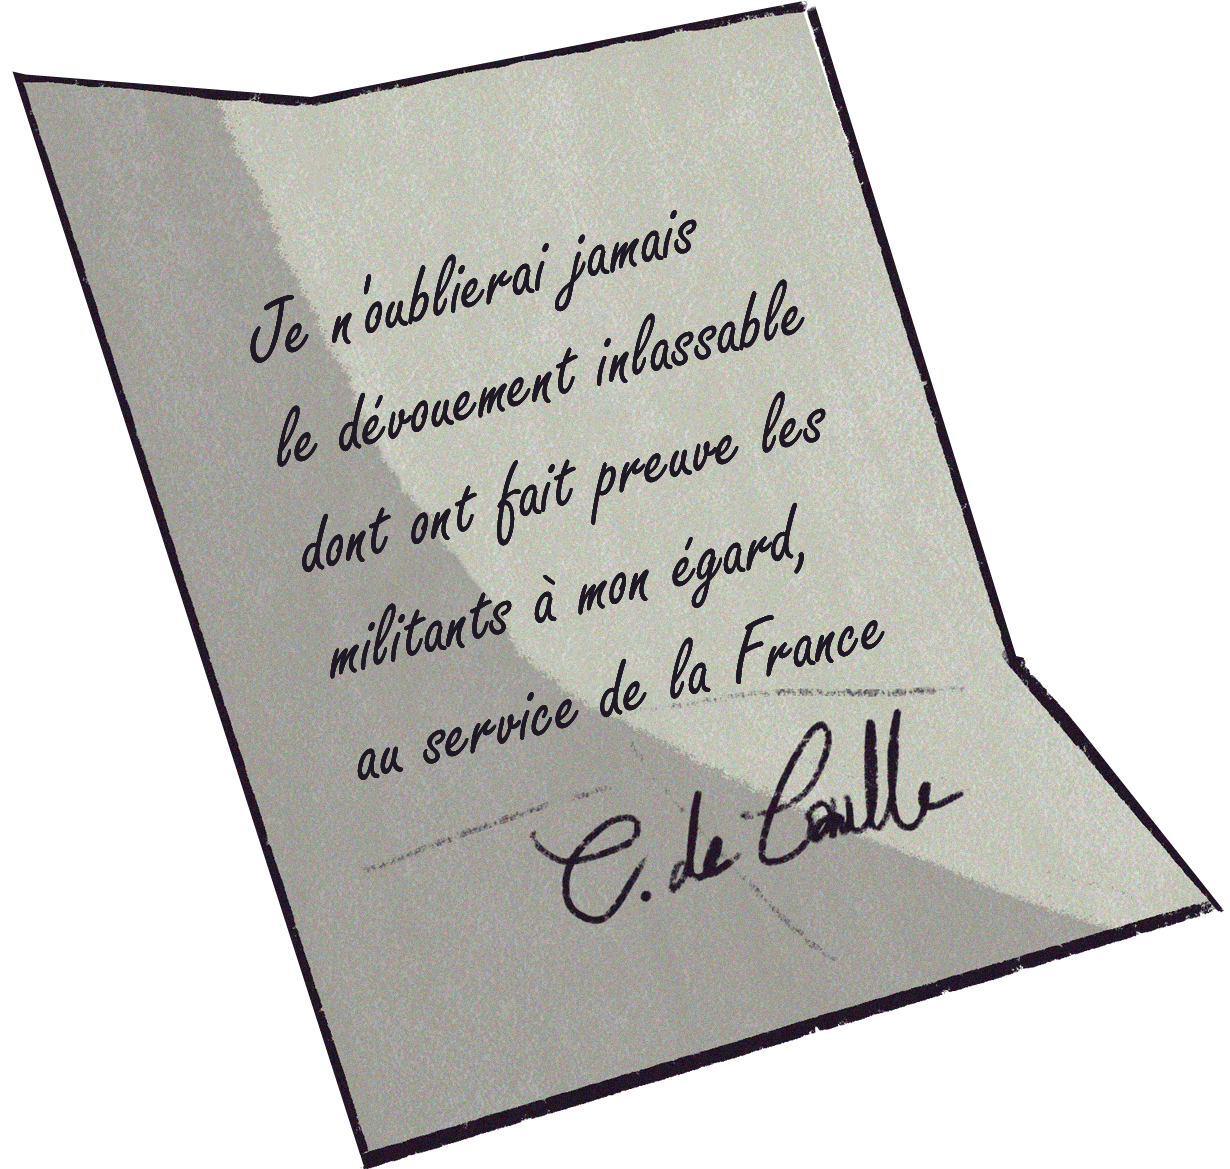 Je n'oublierai jamais
le dévouement inlassable
dont ont fait preuve les
militants à mon égard,
au service de la France
C. de Gaulle